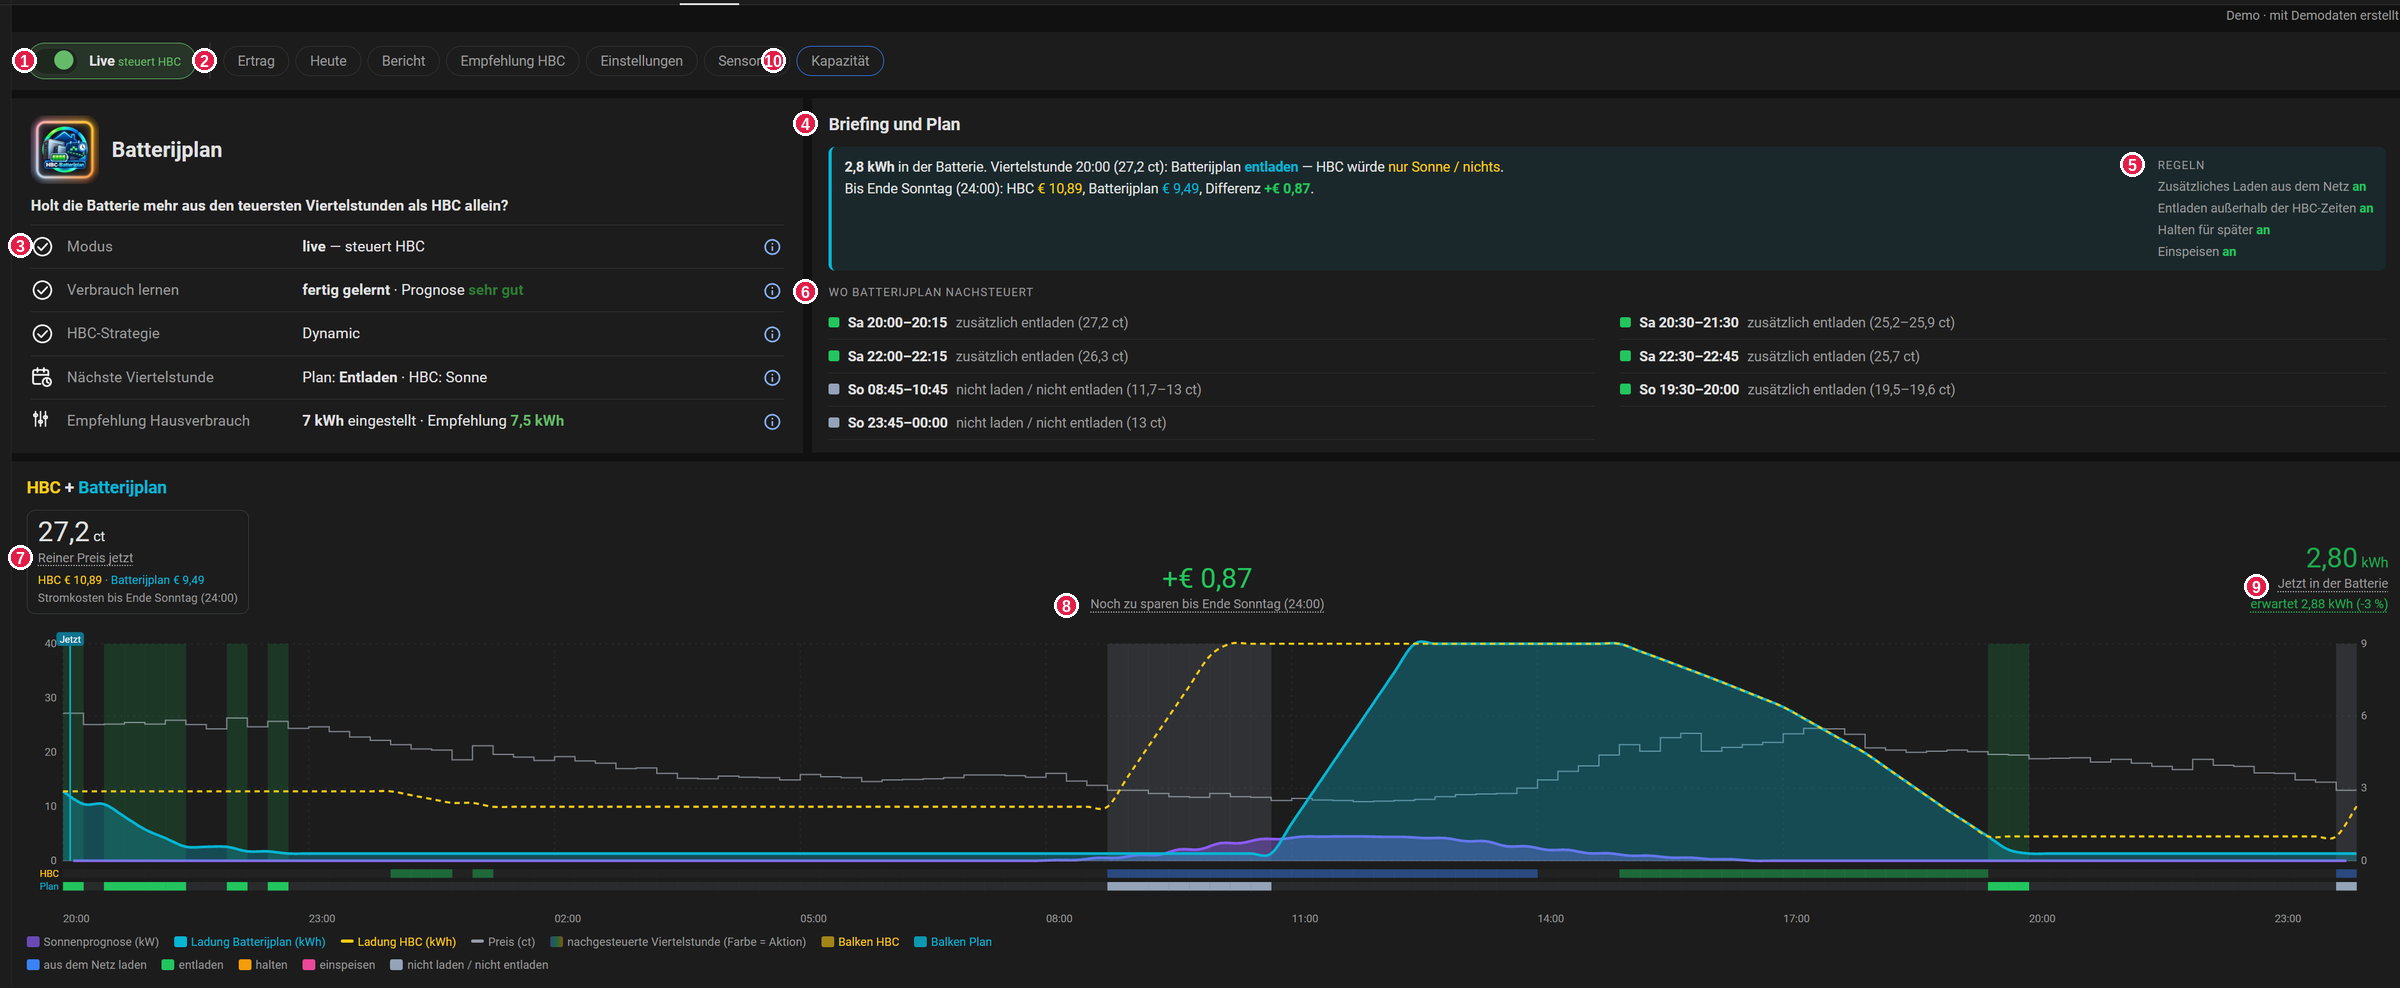 Demo · mit Demodaten erstellt
1 Live steuert HBC 2 Ertrag Heute Bericht Empfehlung HBC Einstellungen Sensor 10 Kapazität
Batterijplan
Holt die Batterie mehr aus den teuersten Viertelstunden als HBC allein?
3 Modus live — steuert HBC
Verbrauch lernen fertig gelernt · Prognose sehr gut
HBC-Strategie Dynamic
Nächste Viertelstunde Plan: Entladen · HBC: Sonne
Empfehlung Hausverbrauch 7 kWh eingestellt · Empfehlung 7,5 kWh
4 Briefing und Plan
2,8 kWh in der Batterie. Viertelstunde 20:00 (27,2 ct): Batterijplan entladen — HBC würde nur Sonne / nichts.
Bis Ende Sonntag (24:00): HBC € 10,89, Batterijplan € 9,49, Differenz +€ 0,87.
5 REGELN
Zusätzliches Laden aus dem Netz an
Entladen außerhalb der HBC-Zeiten an
Halten für später an
Einspeisen an
6 WO BATTERIJPLAN NACHSTEUERT
Sa 20:00–20:15 zusätzlich entladen (27,2 ct)
Sa 20:30–21:30 zusätzlich entladen (25,2–25,9 ct)
Sa 22:00–22:15 zusätzlich entladen (26,3 ct)
Sa 22:30–22:45 zusätzlich entladen (25,7 ct)
So 08:45–10:45 nicht laden / nicht entladen (11,7–13 ct)
So 19:30–20:00 zusätzlich entladen (19,5–19,6 ct)
So 23:45–00:00 nicht laden / nicht entladen (13 ct)
HBC + Batterijplan
27,2 ct
7 Reiner Preis jetzt
HBC € 10,89 · Batterijplan € 9,49
Stromkosten bis Ende Sonntag (24:00)
+€ 0,87
8 Noch zu sparen bis Ende Sonntag (24:00)
2,80 kWh
9 Jetzt in der Batterie
erwartet 2,88 kWh (-3 %)
40 Jetzt 9
30
6
20
3
10
0 0
HBC
Plan
20:00 23:00 02:00 05:00 08:00 11:00 14:00 17:00 20:00 23:00
Sonnenprognose (kW) Ladung Batterijplan (kWh) Ladung HBC (kWh) Preis (ct) nachgesteuerte Viertelstunde (Farbe = Aktion) Balken HBC Balken Plan
aus dem Netz laden entladen halten einspeisen nicht laden / nicht entladen